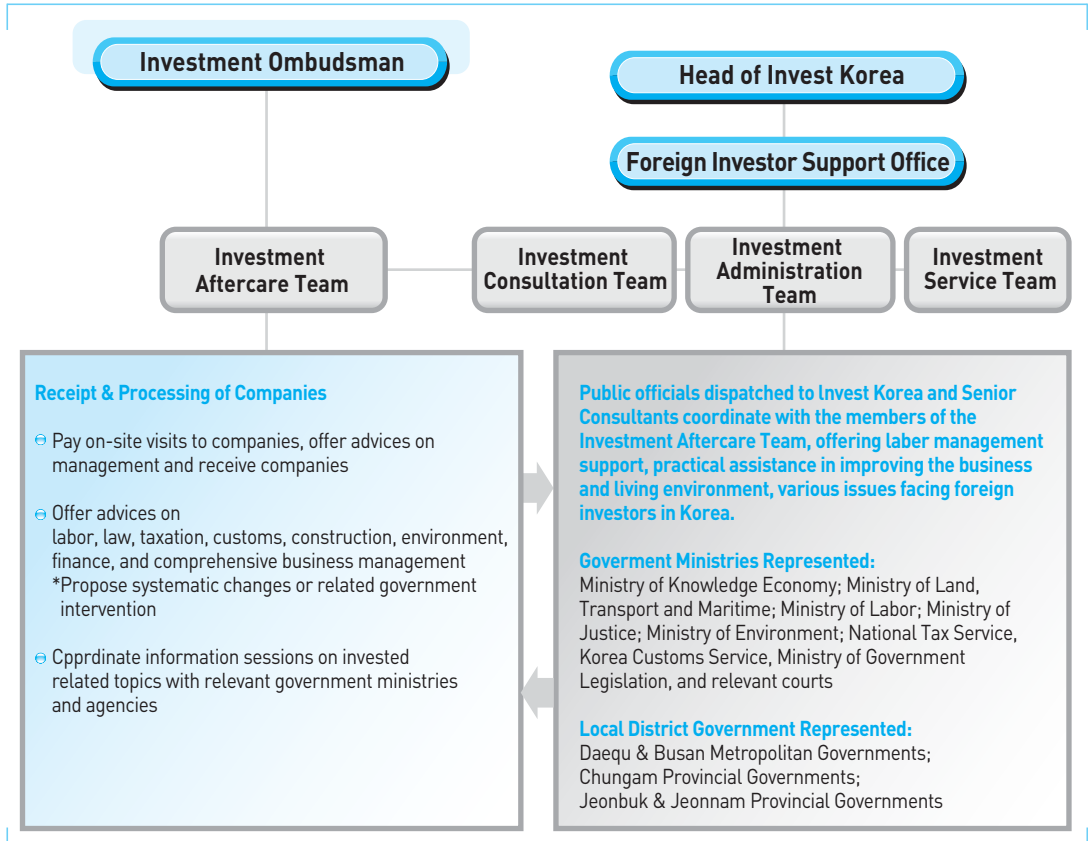 Investment Ombudsman
Head of Invest Korea
Foreign Investor Support Office
Investment
Aftercare Team
Investment
Consultation Team
Investment
Administration
Team
Investment
Service Team
Receipt & Processing of Companies
Pay on-site visits to companies, offer advices on
management and receive companies
Offer advices on
labor, law, taxation, customs, construction, environment,
finance, and comprehensive business management
*Propose systematic changes or related government
intervention
Cpprdinate information sessions on invested
related topics with relevant government ministries
and agencies
Public officials dispatched to Invest Korea and Senior
Consultants coordinate with the members of the
Investment Aftercare Team, offering laber management
support, practical assistance in improving the business
and living environment, various issues facing foreign
investors in Korea.
Goverment Ministries Represented:
Ministry of Knowledge Economy; Ministry of Land,
Transport and Maritime; Ministry of Labor; Ministry of
Justice; Ministry of Environment; National Tax Service,
Korea Customs Service, Ministry of Government
Legislation, and relevant courts
Local District Government Represented:
Daequ & Busan Metropolitan Governments;
Chungam Provincial Governments;
Jeonbuk & Jeonnam Provincial Governments